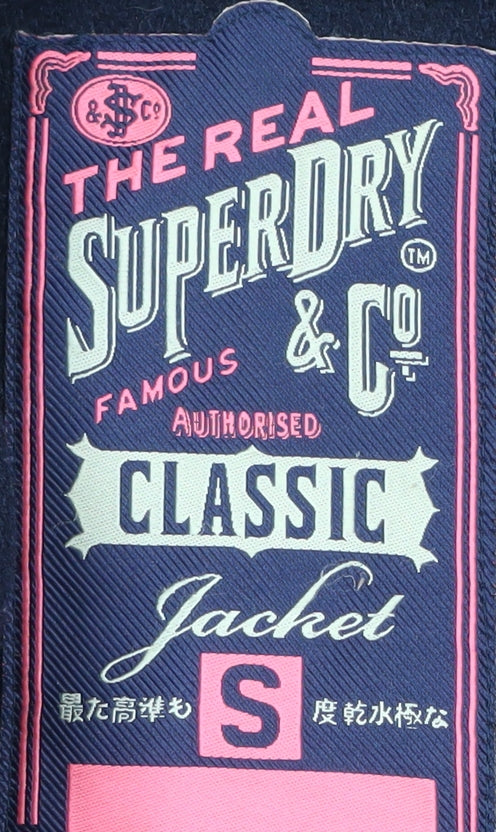 & $ Cº
THE REAL
SUPERDRY
TM
& Cº
FAMOUS
AUTHORISED
CLASSIC
Jacket
S
最た高準も 度乾水極な